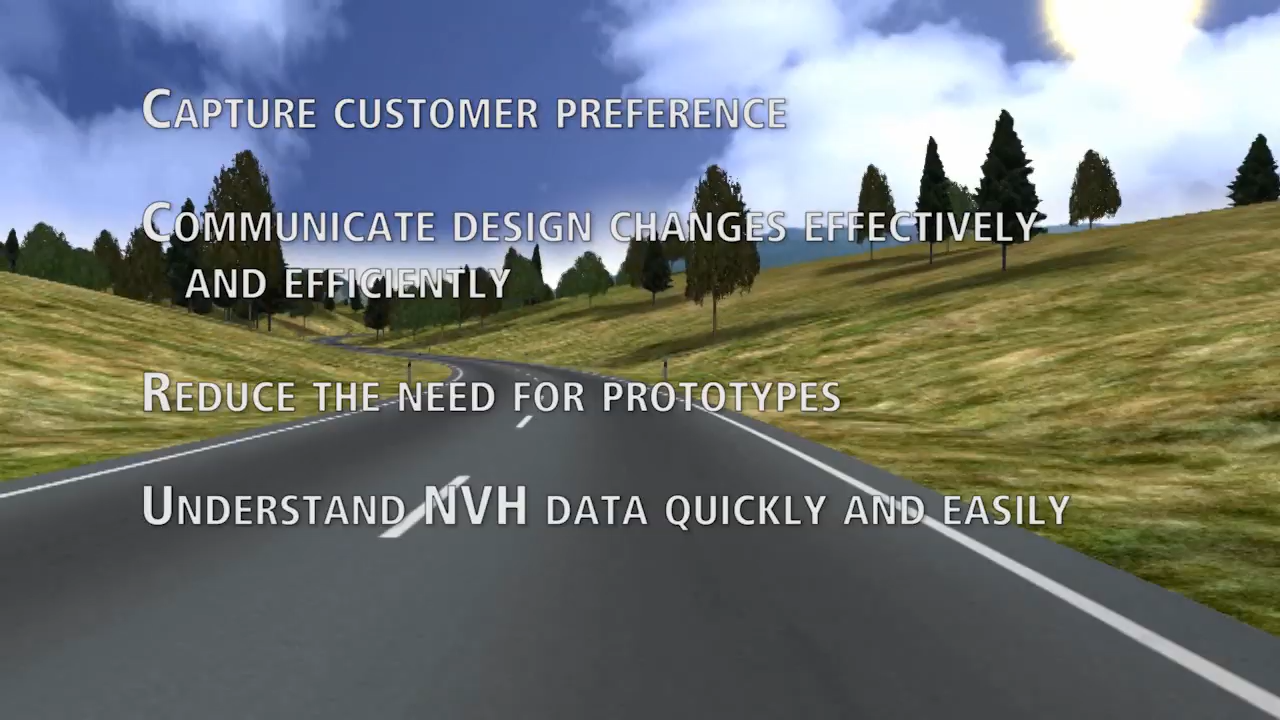 Capture customer preference
Communicate design changes effectively
and efficiently
Reduce the need for prototypes
Understand NVH data quickly and easily